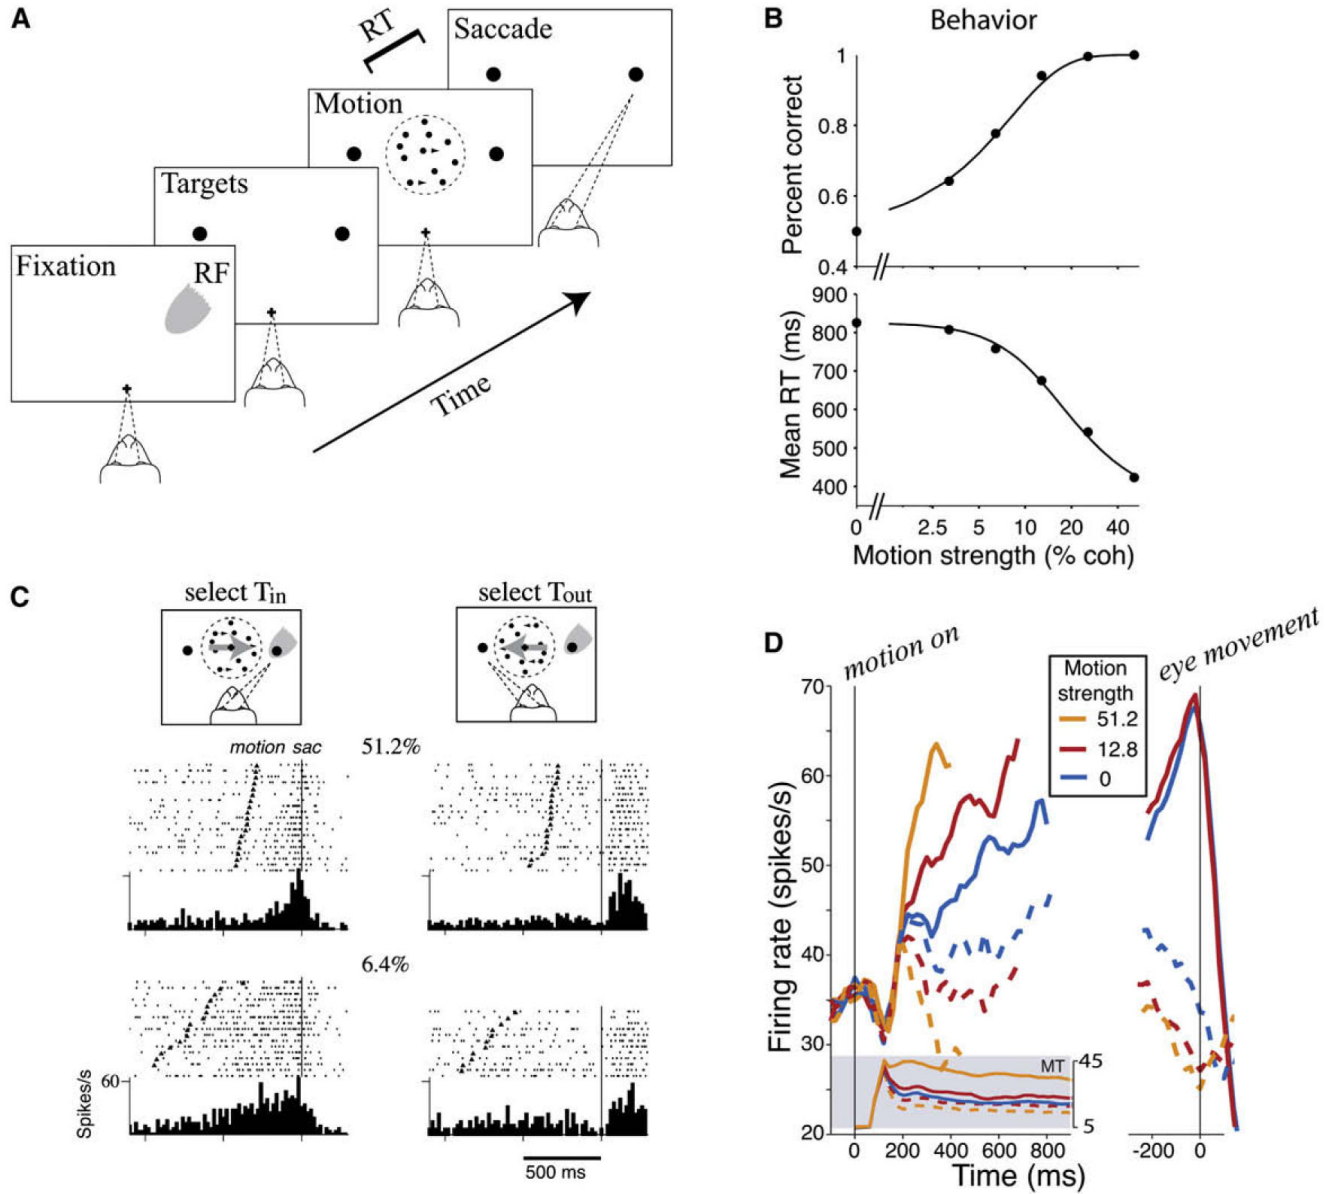 A
Fixation
RF
Targets
Motion
RT
Saccade
Time
B
Behavior
Percent correct
1
0.8
0.6
0.4
Mean RT (ms)
900
800
700
600
500
400
0 2.5 5 10 20 40
Motion strength (% coh)
C
select Tin
select Tout
motion sac
51.2%
6.4%
60
Spikes/s
500 ms
D
motion on
eye movement
Motion
strength
51.2
12.8
0
Firing rate (spikes/s)
70
60
50
40
30
20
MT
45
5
0 200 400 600 800
-200 0
Time (ms)